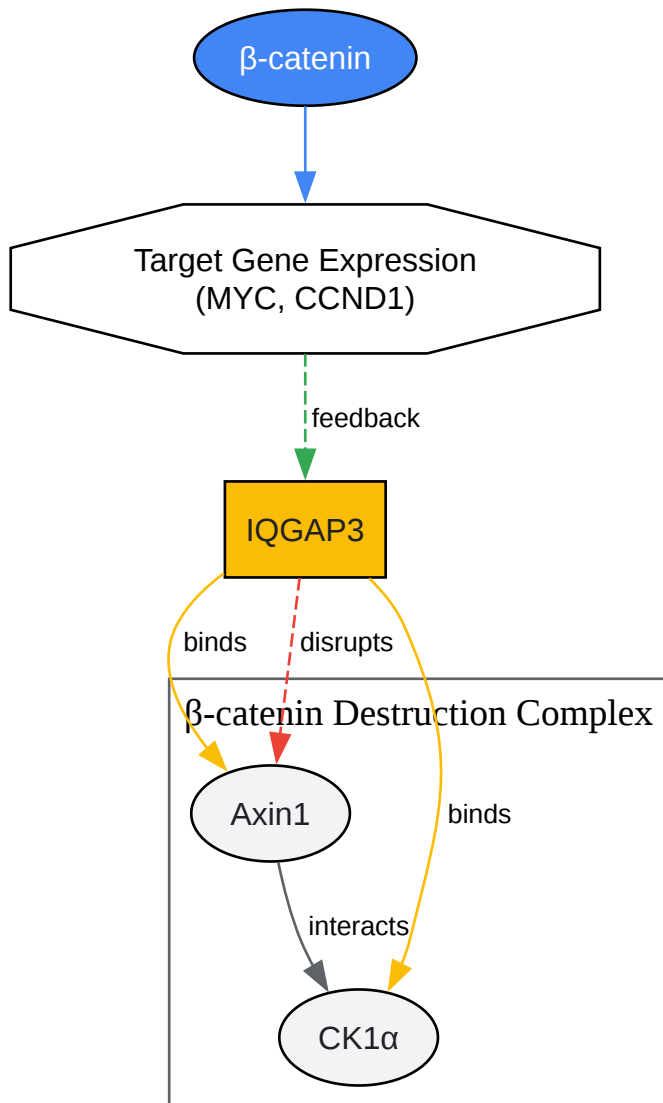 β-catenin
Target Gene Expression
(MYC, CCND1)
feedback
IQGAP3
binds
disrupts
β-catenin Destruction Complex
Axin1
binds
interacts
CK1α